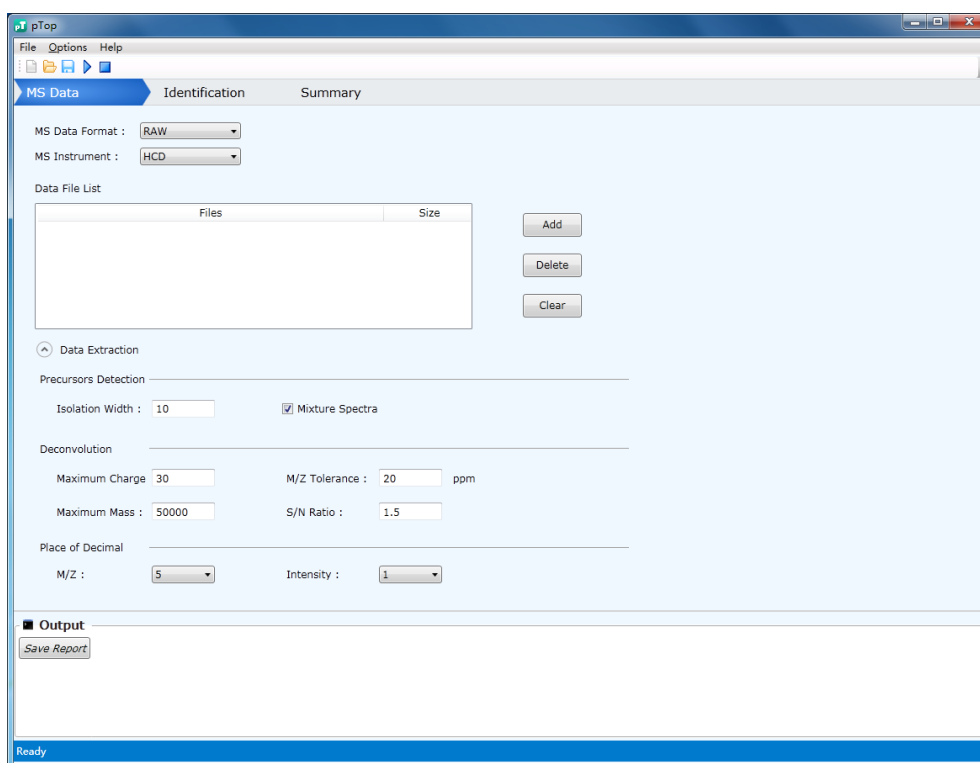 pT pTop
File Options Help
MS Data Identification Summary
MS Data Format : RAW
MS Instrument : HCD
Data File List
Files Size
Add
Delete
Clear
Data Extraction
Precursors Detection
Isolation Width : 10 Mixture Spectra
Deconvolution
Maximum Charge 30 M/Z Tolerance : 20 ppm
Maximum Mass : 50000 S/N Ratio : 1.5
Place of Decimal
M/Z : 5 Intensity : 1
Output
Save Report
Ready